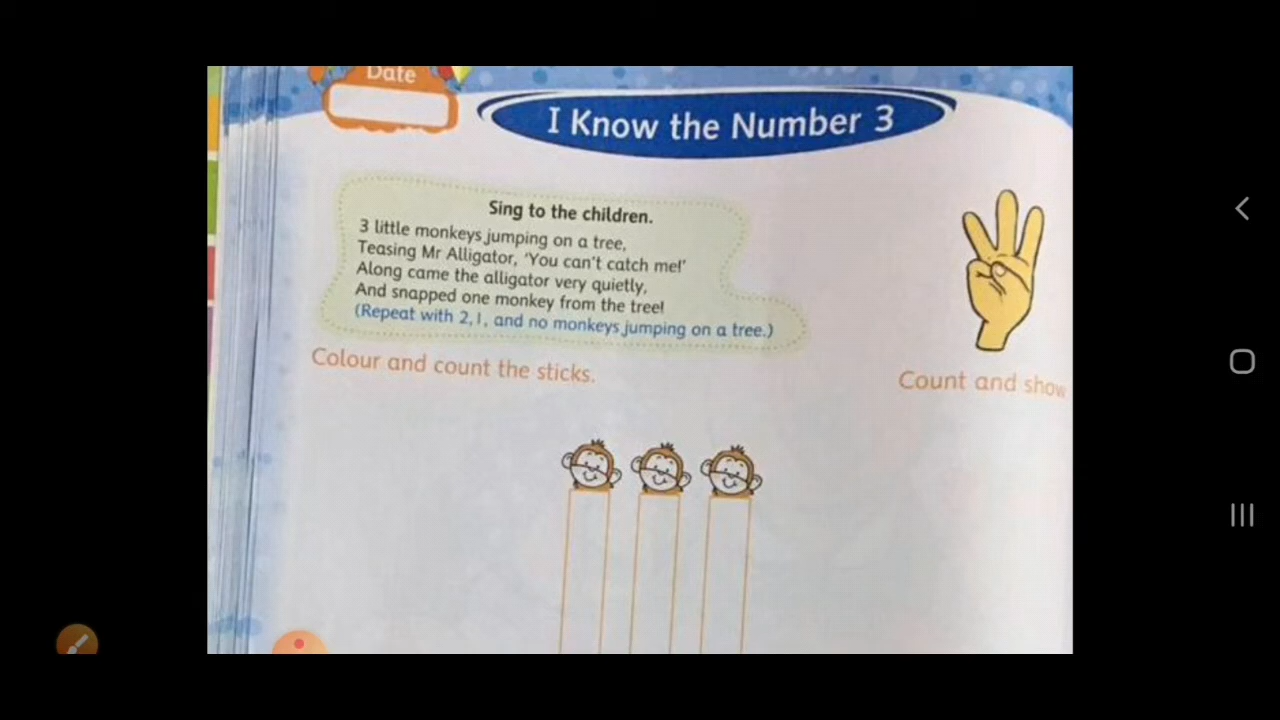 Date
I Know the Number 3
Sing to the children.
3 little monkeys jumping on a tree,
Teasing Mr Alligator, ‘You can't catch me!’
Along came the alligator very quietly,
And snapped one monkey from the tree!
(Repeat with 2,1, and no monkeys jumping on a tree.)
Colour and count the sticks.
Count and show